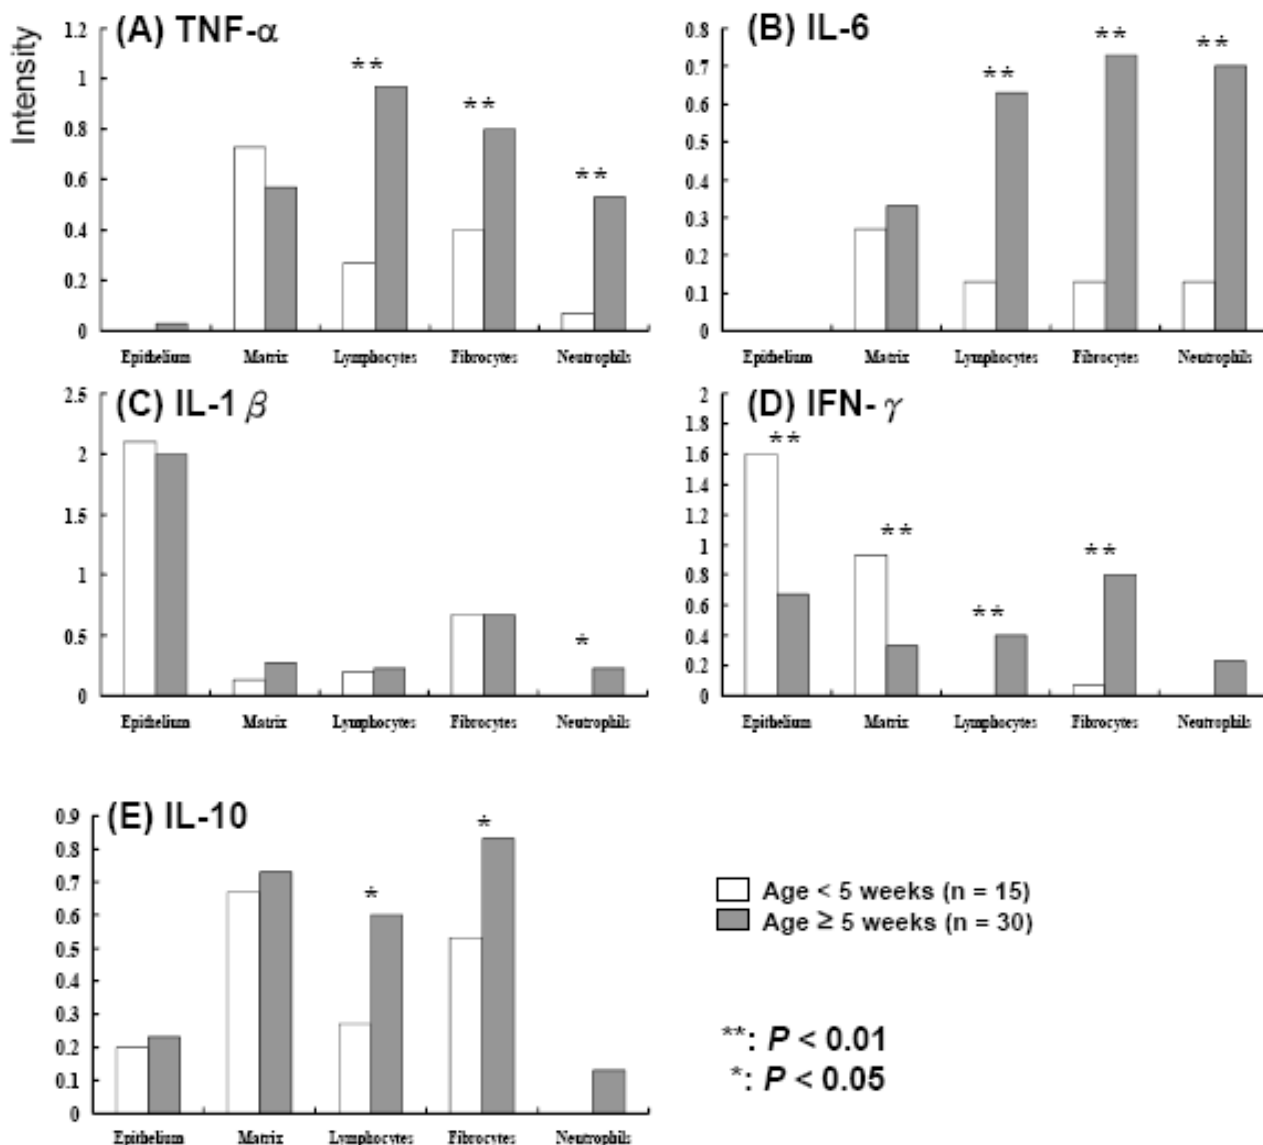 (A) TNF-α
Intensity
1.2
1
0.8
0.6
0.4
0.2
0
** ** **
Epithelium Matrix Lymphocytes Fibrocytes Neutrophils
(B) IL-6
0.8
0.7
0.6
0.5
0.4
0.3
0.2
0.1
0
** ** **
Epithelium Matrix Lymphocytes Fibrocytes Neutrophils
(C) IL-1 β
2.5
2
1.5
1
0.5
0
*
Epithelium Matrix Lymphocytes Fibrocytes Neutrophils
(D) IFN- γ
2
1.8
1.6
1.4
1.2
1
0.8
0.6
0.4
0.2
0
** ** ** **
Epithelium Matrix Lymphocytes Fibrocytes Neutrophils
(E) IL-10
0.9
0.8
0.7
0.6
0.5
0.4
0.3
0.2
0.1
0
* *
Epithelium Matrix Lymphocytes Fibrocytes Neutrophils
Age < 5 weeks (n = 15)
Age ≥ 5 weeks (n = 30)
**: P < 0.01
*: P < 0.05